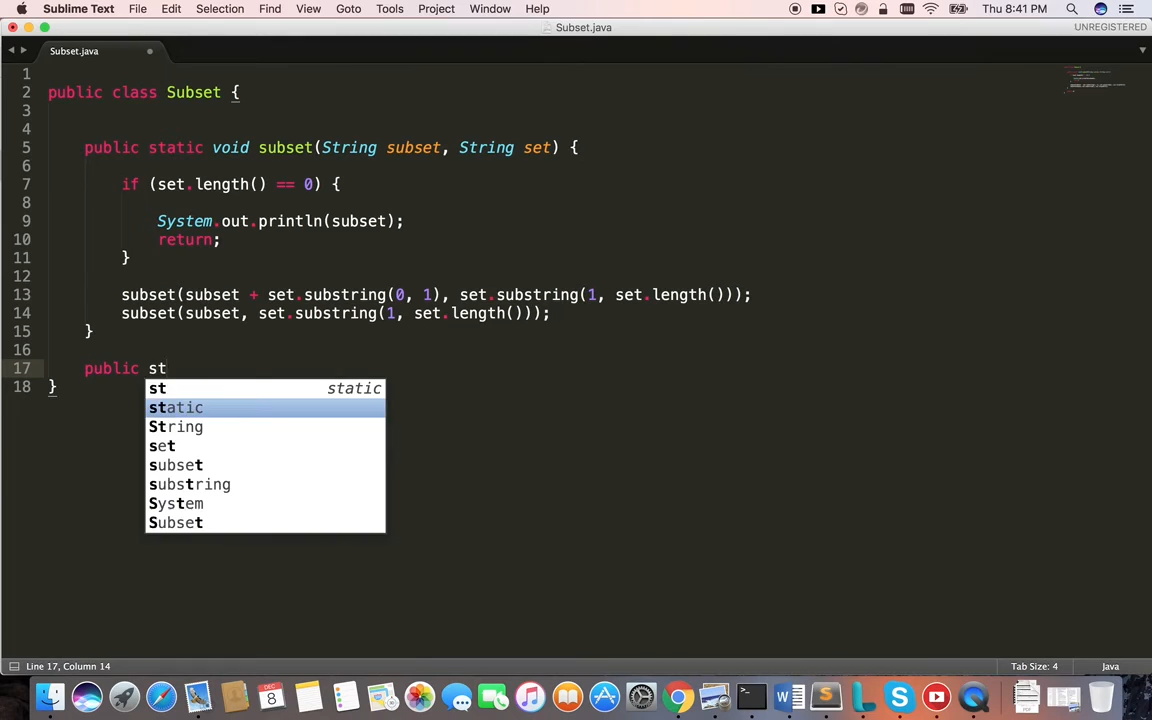 Sublime Text File Edit Selection Find View Goto Tools Project Window Help Thu 8:41 PM
Subset.java UNREGISTERED
Subset.java
1
2 public class Subset {
3
4
5 public static void subset(String subset, String set) {
6
7 if (set.length() == 0) {
8
9 System.out.println(subset);
10 return;
11 }
12
13 subset(subset + set.substring(0, 1), set.substring(1, set.length()));
14 subset(subset, set.substring(1, set.length()));
15 }
16
17 public st
18 }
st static
static
String
set
subset
substring
System
Subset
Line 17, Column 14 Tab Size: 4 Java
DEC
8